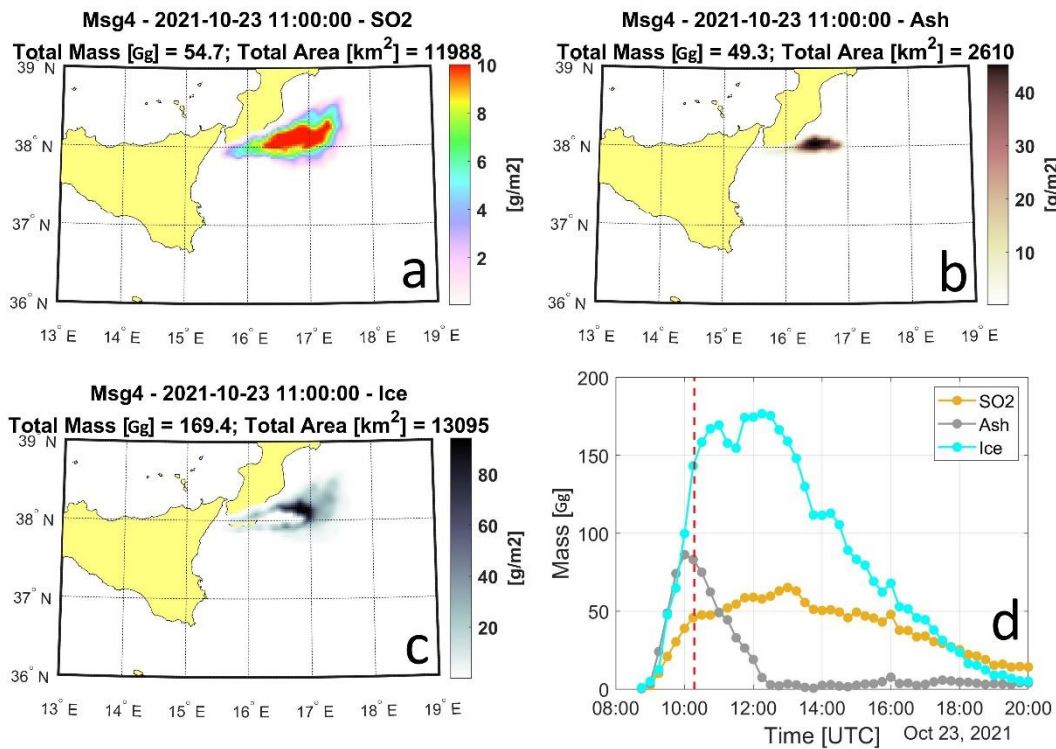 Msg4 - 2021-10-23 11:00:00 - SO2
Total Mass [Gg] = 54.7; Total Area [km2] = 11988
39° N
38° N
37° N
36° N
13° E
14° E
15° E
16° E
17° E
18° E
19° E
10
8
6
4
2
[g/m2]
a
Msg4 - 2021-10-23 11:00:00 - Ash
Total Mass [Gg] = 49.3; Total Area [km2] = 2610
39° N
38° N
37° N
36° N
13° E
14° E
15° E
16° E
17° E
18° E
19° E
40
30
20
10
[g/m2]
b
Msg4 - 2021-10-23 11:00:00 - Ice
Total Mass [Gg] = 169.4; Total Area [km2] = 13095
39° N
38° N
37° N
36° N
13° E
14° E
15° E
16° E
17° E
18° E
19° E
80
60
40
20
[g/m2]
c
200
150
100
50
0
Mass [Gg]
SO2
Ash
Ice
d
08:00
10:00
12:00
14:00
16:00
18:00
20:00
Time [UTC]
Oct 23, 2021